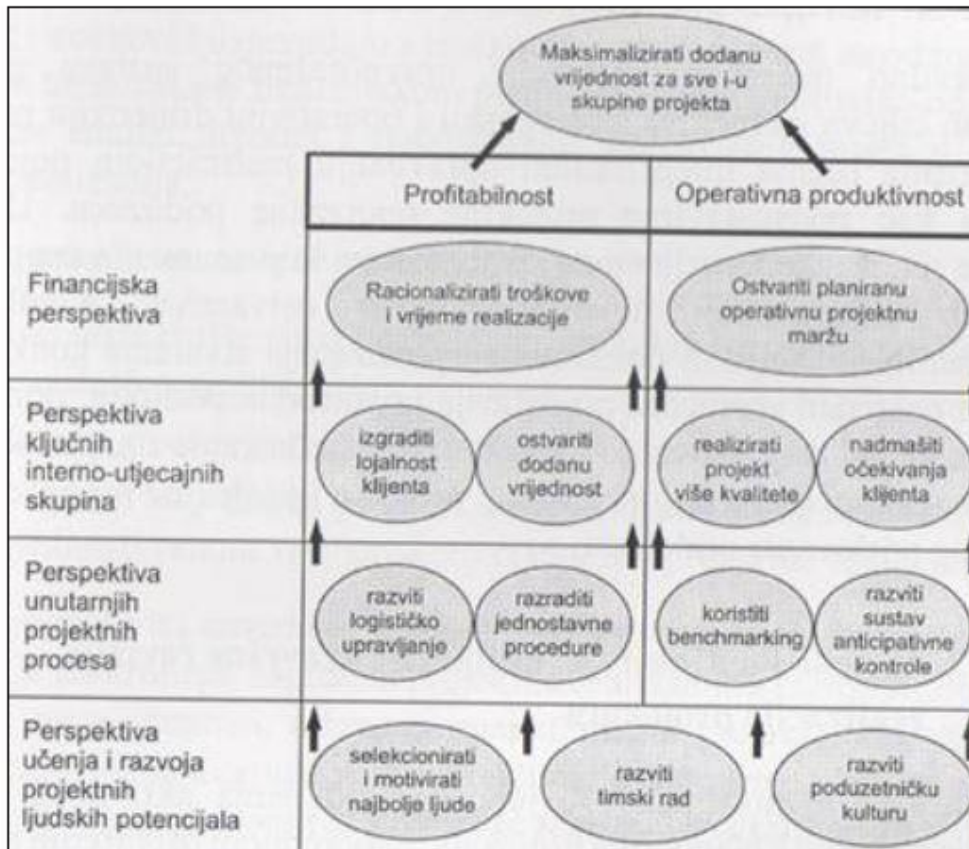 Maksimalizirati dodanu
vrijednost za sve i-u
skupine projekta
Profitabilnost
Operativna produktivnost
Financijska
perspektiva
Racionalizirati troškove
i vrijeme realizacije
Ostvariti planiranu
operativnu projektnu
maržu
Perspektiva
ključnih
interno-utjecajnih
skupina
izgraditi
lojalnost
klijenta
ostvariti
dodanu
vrijednost
realizirati
projekt
više kvalitete
nadmašiti
očekivanja
klijenta
Perspektiva
unutarnjih
projektnih
procesa
razviti
logističko
upravljanje
razraditi
jednostavne
procedure
koristiti
benchmarking
razviti
sustav
anticipativne
kontrole
Perspektiva
učenja i razvoja
projektnih
ljudskih potencijala
selekcionirati
i motivirati
najbolje ljude
razviti
timski rad
razviti
poduzetničku
kulturu